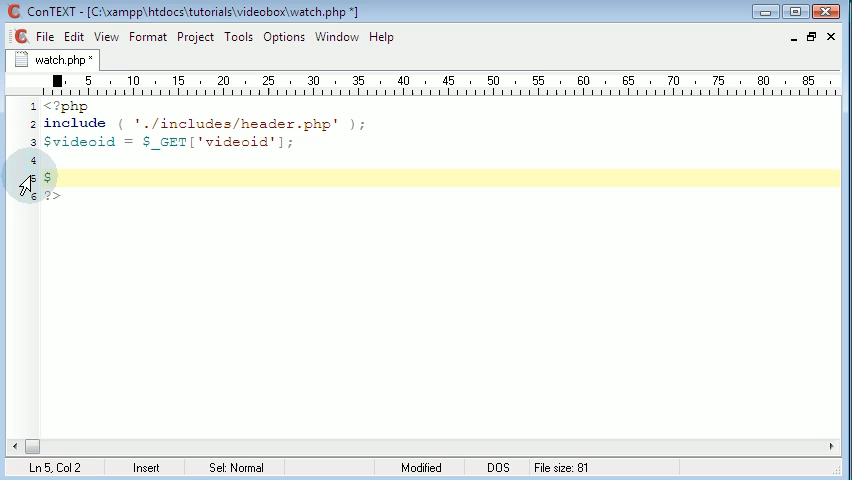 ConTEXT - [C:\xampp\htdocs\tutorials\videobox\watch.php *]
File Edit View Format Project Tools Options Window Help
watch.php *
5 10 15 20 25 30 35 40 45 50 55 60 65 70 75 80 85
1 <?php
2 include ( './includes/header.php' );
3 $videoid = $_GET['videoid'];
4
5 $
6 ?>
Ln 5, Col 2 Insert Sel: Normal Modified DOS File size: 81